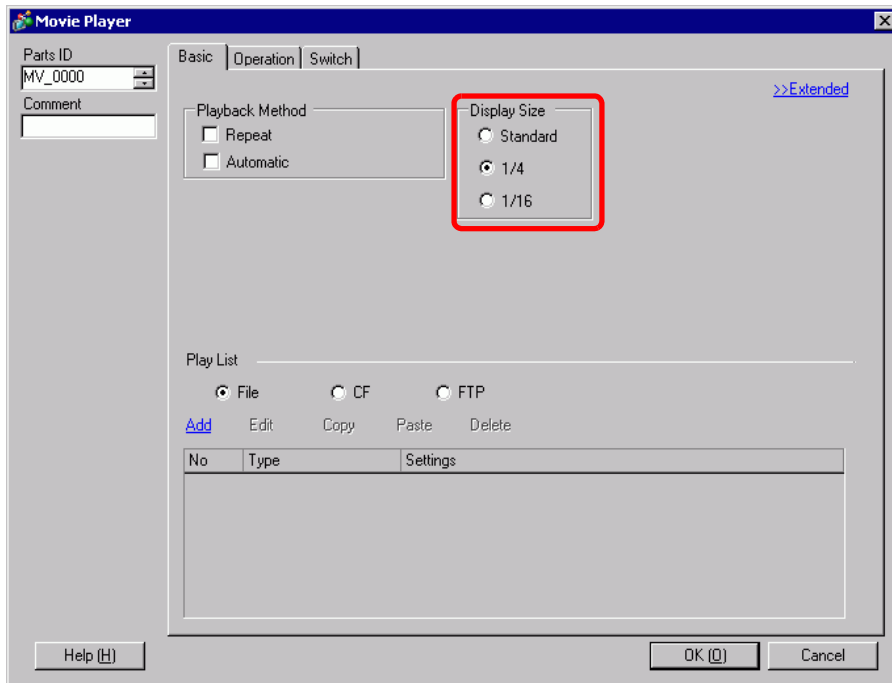 Movie Player
Parts ID
MV_0000
Comment
Basic Operation Switch
>>Extended
Playback Method
Repeat
Automatic
Display Size
Standard
1/4
1/16
Play List
File CF FTP
Add Edit Copy Paste Delete
No Type Settings
Help (H) OK (O) Cancel